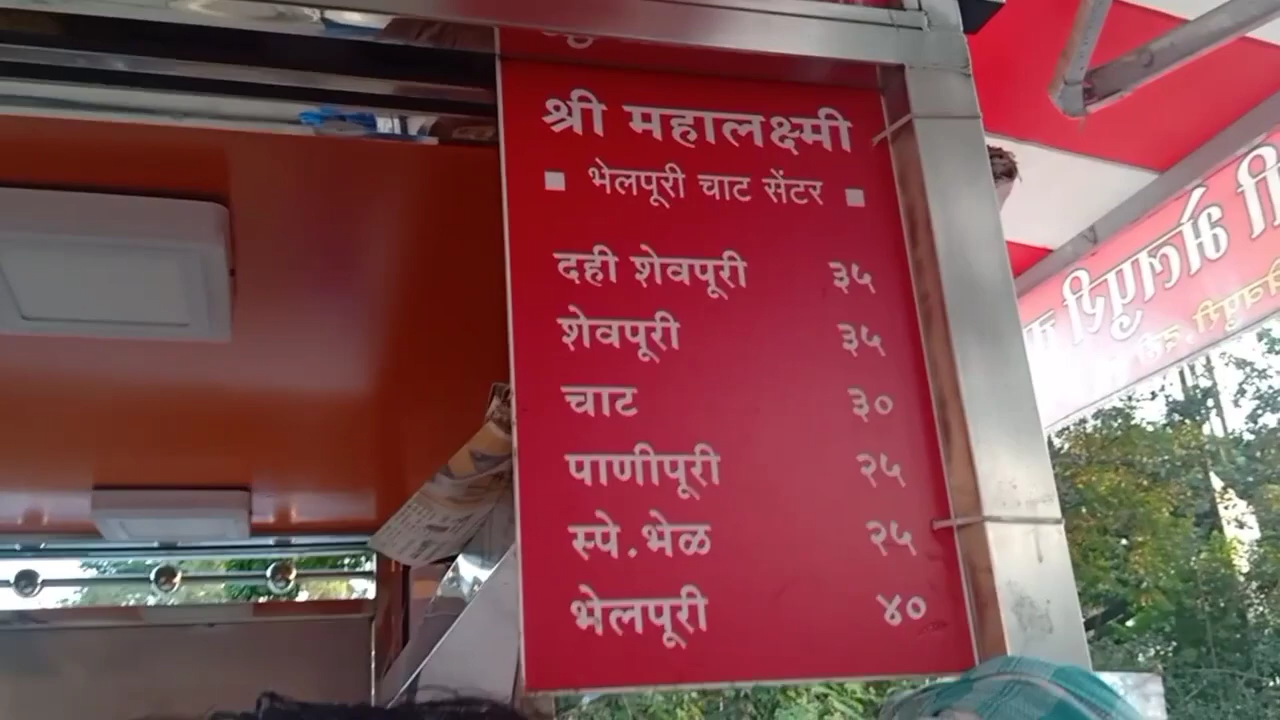 श्री महालक्ष्मी
भेलपूरी चाट सेंटर
दही शेवपूरी ३५
शेवपूरी ३५
चाट ३०
पाणीपूरी २५
स्पे.भेळ २५
भेलपूरी ४०